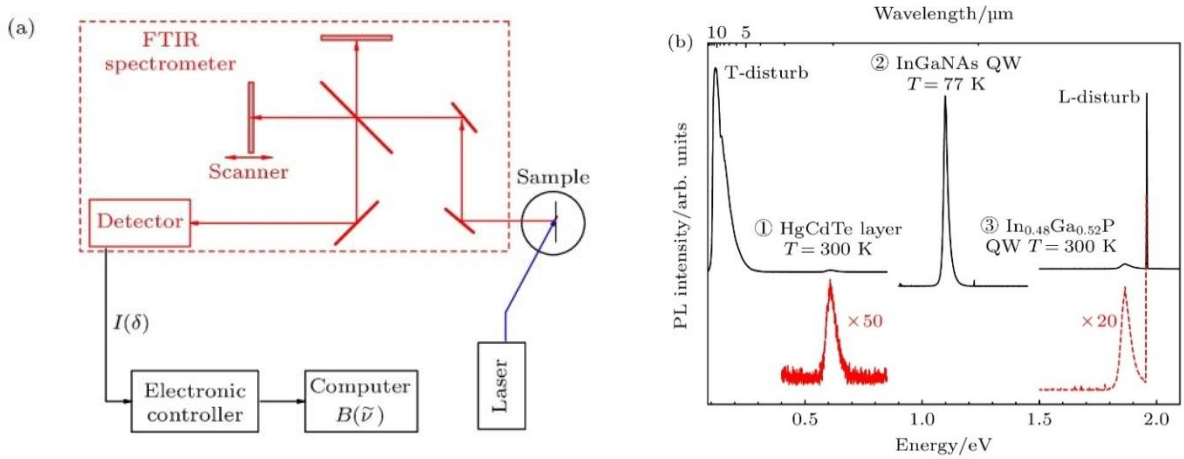 (a)
FTIR
spectrometer
Scanner
Detector
Sample
I(δ)
Electronic
controller
Computer
B(ν̃)
Laser
(b)
Wavelength/μm
10 5
T-disturb
② InGaNAs QW
T = 77 K
L-disturb
① HgCdTe layer
T = 300 K
③ In₀.₄₈Ga₀.₅₂P
QW T = 300 K
×50
×20
PL intensity/arb. units
0.5 1.0 1.5 2.0
Energy/eV